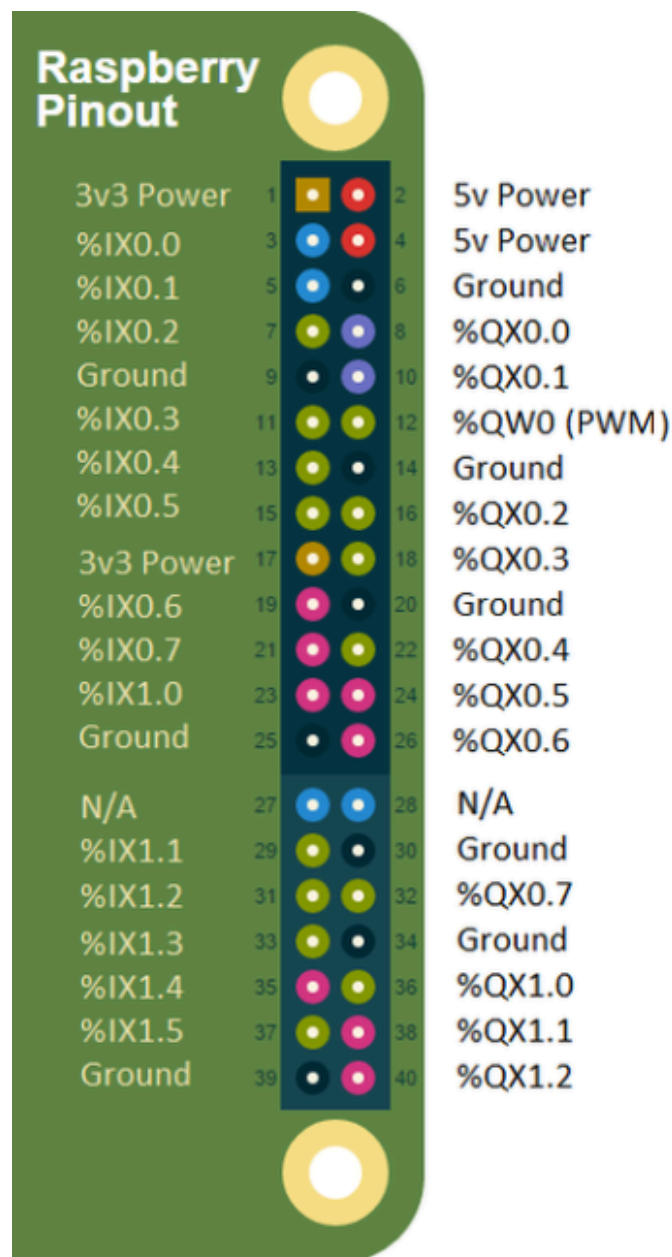 Raspberry
Pinout
3v3 Power 1 2 5v Power
%IX0.0 3 4 5v Power
%IX0.1 5 6 Ground
%IX0.2 7 8 %QX0.0
Ground 9 10 %QX0.1
%IX0.3 11 12 %QW0 (PWM)
%IX0.4 13 14 Ground
%IX0.5 15 16 %QX0.2
3v3 Power 17 18 %QX0.3
%IX0.6 19 20 Ground
%IX0.7 21 22 %QX0.4
%IX1.0 23 24 %QX0.5
Ground 25 26 %QX0.6
N/A 27 28 N/A
%IX1.1 29 30 Ground
%IX1.2 31 32 %QX0.7
%IX1.3 33 34 Ground
%IX1.4 35 36 %QX1.0
%IX1.5 37 38 %QX1.1
Ground 39 40 %QX1.2